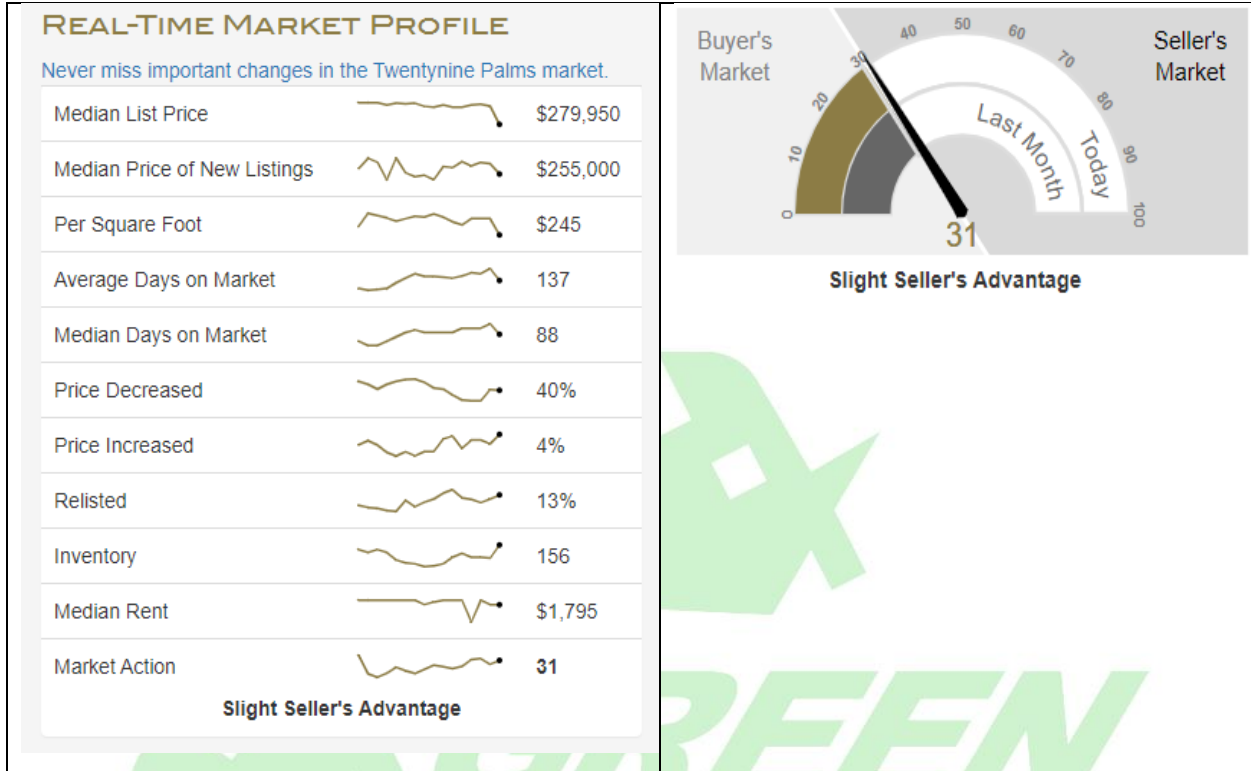 REAL-TIME MARKET PROFILE
Never miss important changes in the Twentynine Palms market.
Median List Price $279,950
Median Price of New Listings $255,000
Per Square Foot $245
Average Days on Market 137
Median Days on Market 88
Price Decreased 40%
Price Increased 4%
Relisted 13%
Inventory 156
Median Rent $1,795
Market Action 31
Slight Seller's Advantage
Buyer's
Market
Seller's
Market
0
10
20
30
40
50
60
70
80
90
100
Last Month
Today
31
Slight Seller's Advantage